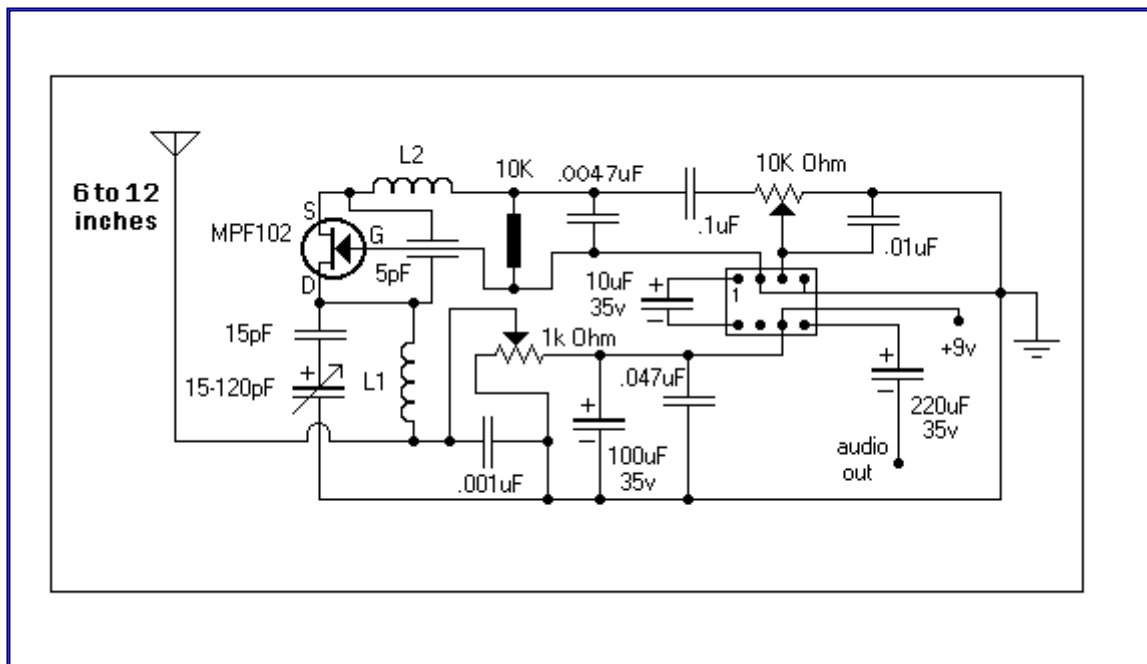 L2
10K
.0047uF
10K Ohm
6 to 12
inches
S
MPF102
G
.1uF
.01uF
5pF
D
10uF
35v
+
−
1
15pF
1k Ohm
+9v
+
15-120pF
L1
.047uF
+
−
220uF
35v
+
−
100uF
35v
audio
out
.001uF